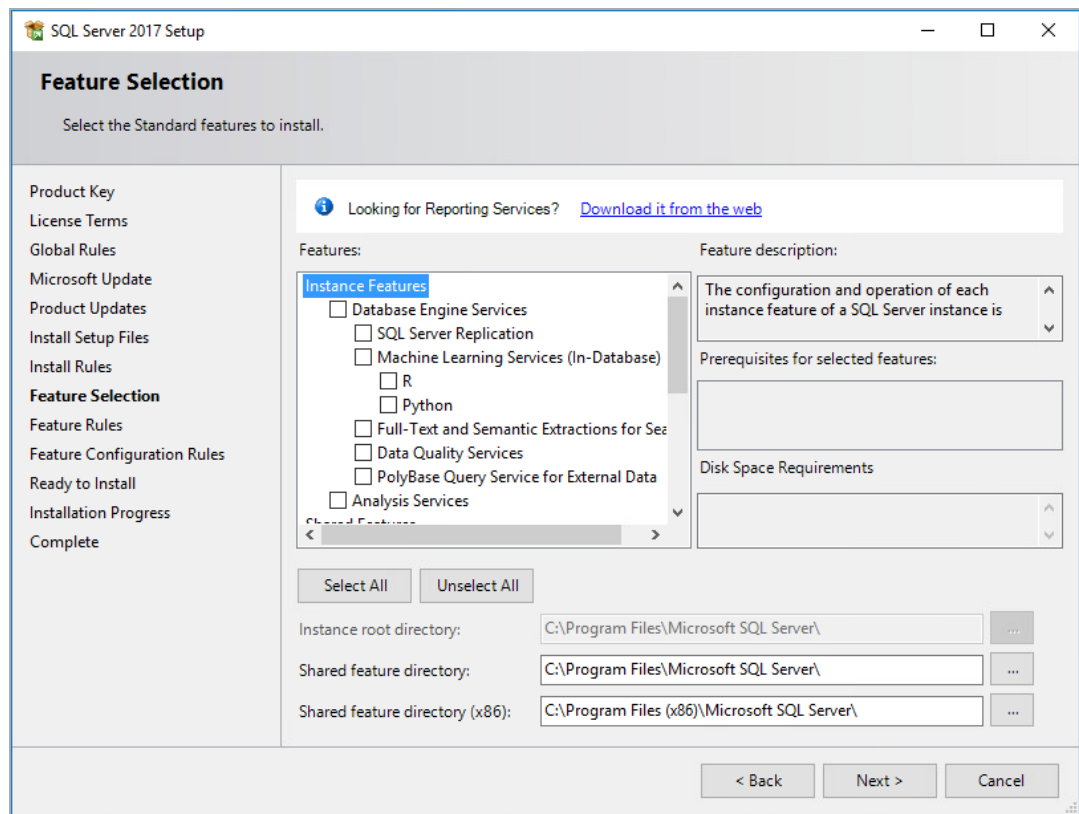 SQL Server 2017 Setup
Feature Selection
Select the Standard features to install.
Product Key
License Terms
Global Rules
Microsoft Update
Product Updates
Install Setup Files
Install Rules
Feature Selection
Feature Rules
Feature Configuration Rules
Ready to Install
Installation Progress
Complete
Looking for Reporting Services? Download it from the web
Features:
Instance Features
Database Engine Services
SQL Server Replication
Machine Learning Services (In-Database)
R
Python
Full-Text and Semantic Extractions for Sea
Data Quality Services
PolyBase Query Service for External Data
Analysis Services
Shared Features
Feature description:
The configuration and operation of each
instance feature of a SQL Server instance is
Prerequisites for selected features:
Disk Space Requirements
Select All
Unselect All
Instance root directory:
C:\Program Files\Microsoft SQL Server\
...
Shared feature directory:
C:\Program Files\Microsoft SQL Server\
...
Shared feature directory (x86):
C:\Program Files (x86)\Microsoft SQL Server\
...
< Back
Next >
Cancel